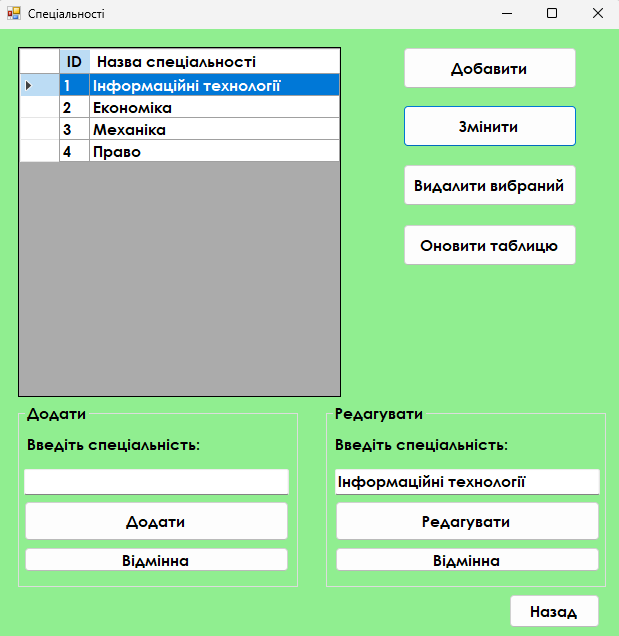 Спеціальності
ID Назва спеціальності
1 Інформаційні технології
2 Економіка
3 Механіка
4 Право
Добавити
Змінити
Видалити вибраний
Оновити таблицю
Додати
Введіть спеціальність:
Додати
Відмінна
Редагувати
Введіть спеціальність:
Інформаційні технології
Редагувати
Відмінна
Назад